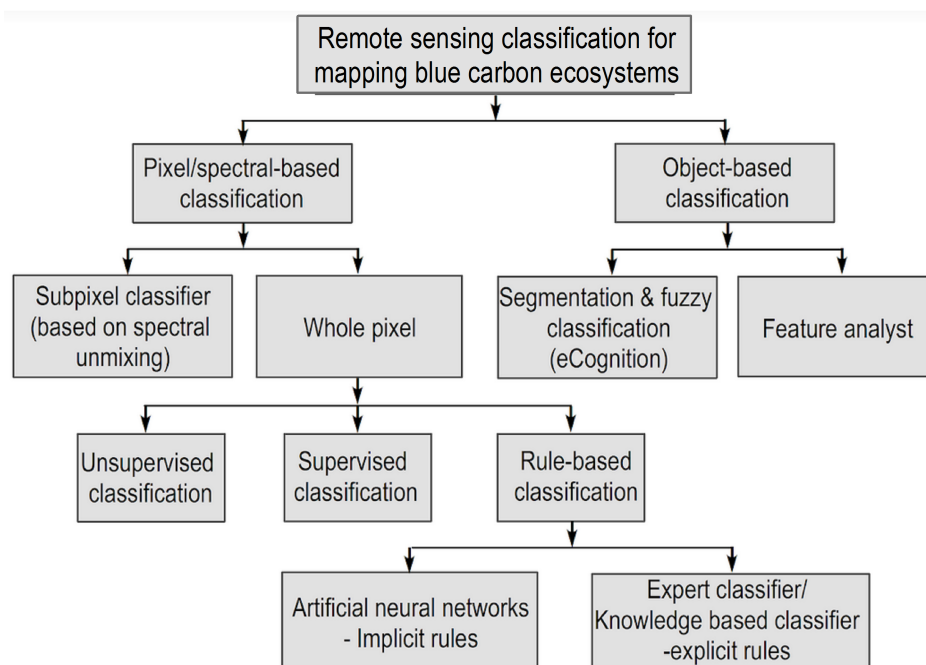 Remote sensing classification for
mapping blue carbon ecosystems
Pixel/spectral-based
classification
Object-based
classification
Subpixel classifier
(based on spectral
unmixing)
Whole pixel
Segmentation & fuzzy
classification
(eCognition)
Feature analyst
Unsupervised
classification
Supervised
classification
Rule-based
classification
Artificial neural networks
- Implicit rules
Expert classifier/
Knowledge based classifier
-explicit rules